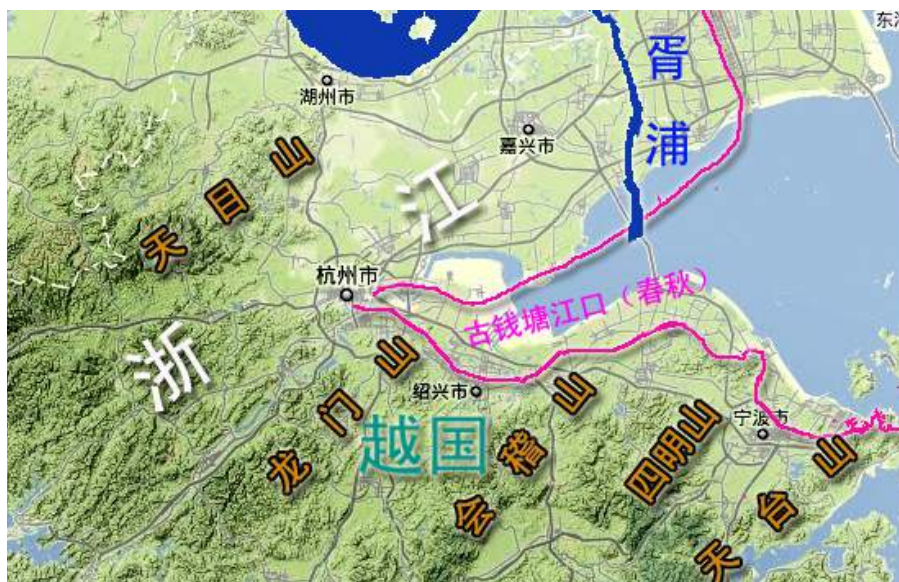 东海
胥浦
湖州市
嘉兴市
浙江
天目山
杭州市
古钱塘江口（春秋）
龙门山
绍兴市
越国
会稽山
四明山
宁波市
天台山